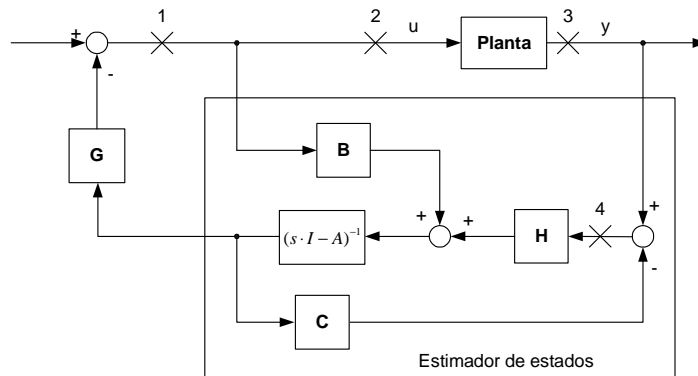 1
2
3
+
u
Planta
y
-
G
B
+
+
+
+
4
(s·I−A)⁻¹
H
-
C
Estimador de estados